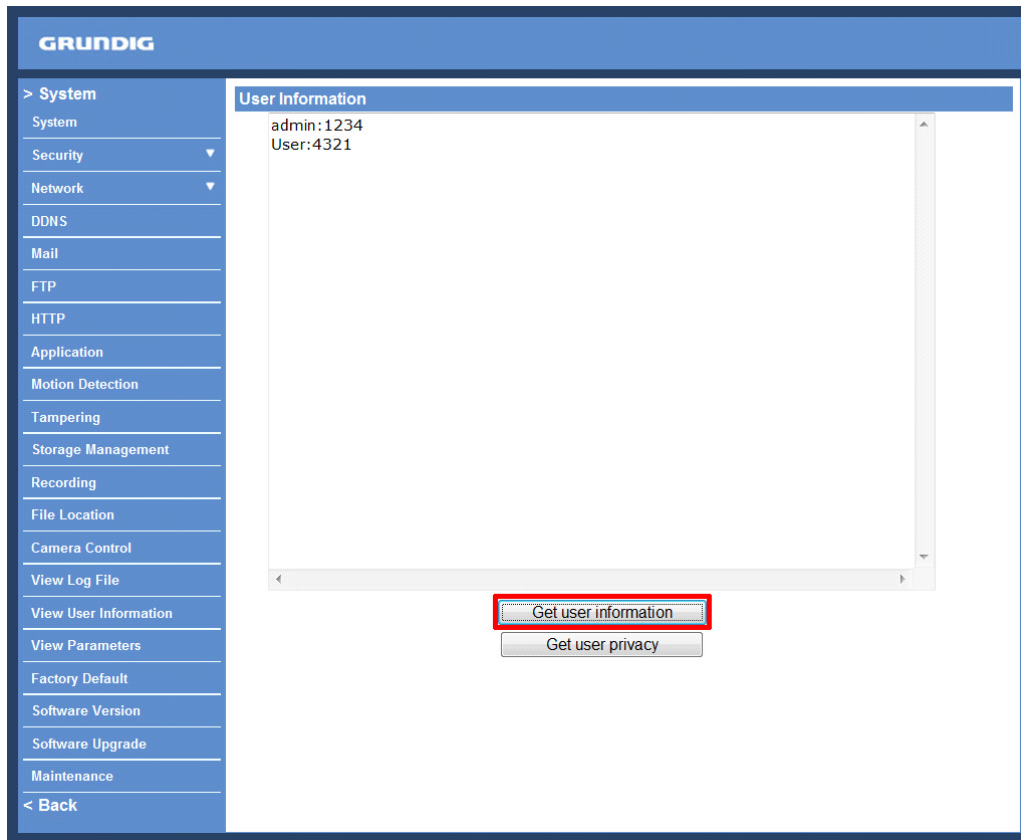 GRUNDIG
> System
System
Security
Network
DDNS
Mail
FTP
HTTP
Application
Motion Detection
Tampering
Storage Management
Recording
File Location
Camera Control
View Log File
View User Information
View Parameters
Factory Default
Software Version
Software Upgrade
Maintenance
< Back
User Information
admin:1234
User:4321
Get user information
Get user privacy